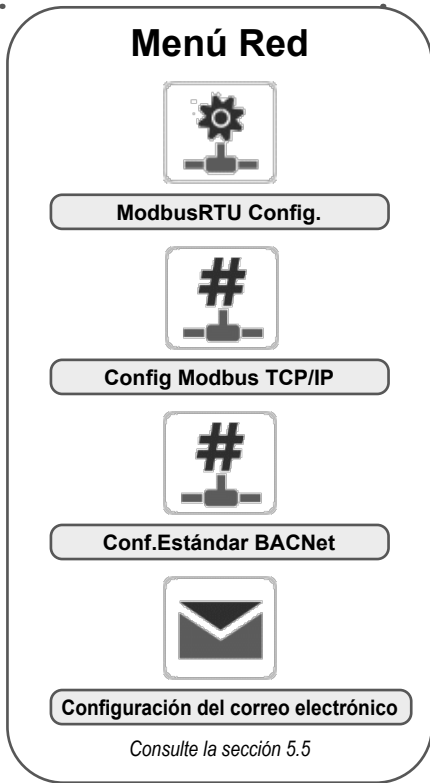 Menú Red
ModbusRTU Config.
#
Config Modbus TCP/IP
#
Conf.Estándar BACNet
Configuración del correo electrónico
Consulte la sección 5.5